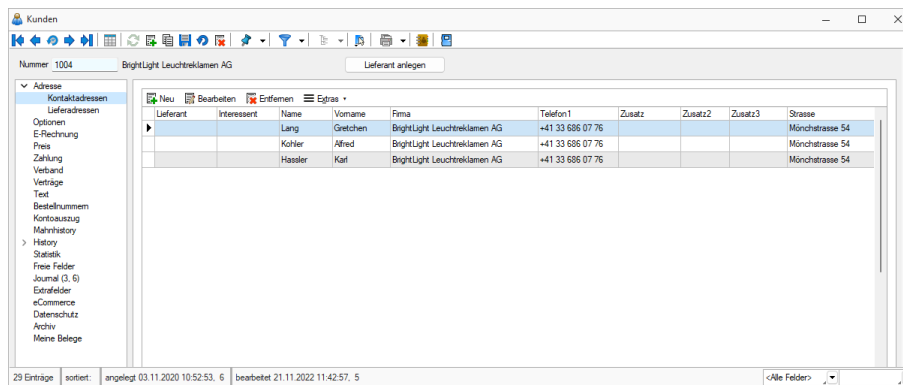 Kunden
Nummer 1004 BrightLight Leuchtreklamen AG Lieferant anlegen
Adresse
Kontaktadressen
Lieferadressen
Optionen
E-Rechnung
Preis
Zahlung
Verband
Verträge
Text
Bestellnummern
Kontoauszug
Mahnhistory
History
Statistik
Freie Felder
Journal (3, 6)
Extrafelder
eCommerce
Datenschutz
Archiv
Meine Belege
Neu Bearbeiten Entfernen Extras
Lieferant Interessent Name Vorname Firma Telefon1 Zusatz Zusatz2 Zusatz3 Strasse
Lang Gretchen BrightLight Leuchtreklamen AG +41 33 686 07 76 Mönchstrasse 54
Kohler Alfred BrightLight Leuchtreklamen AG +41 33 686 07 76 Mönchstrasse 54
Hassler Karl BrightLight Leuchtreklamen AG +41 33 686 07 76 Mönchstrasse 54
29 Einträge sortiert: angelegt 03.11.2020 10:52:53, 6 bearbeitet 21.11.2022 11:42:57, 5 <Alle Felder>